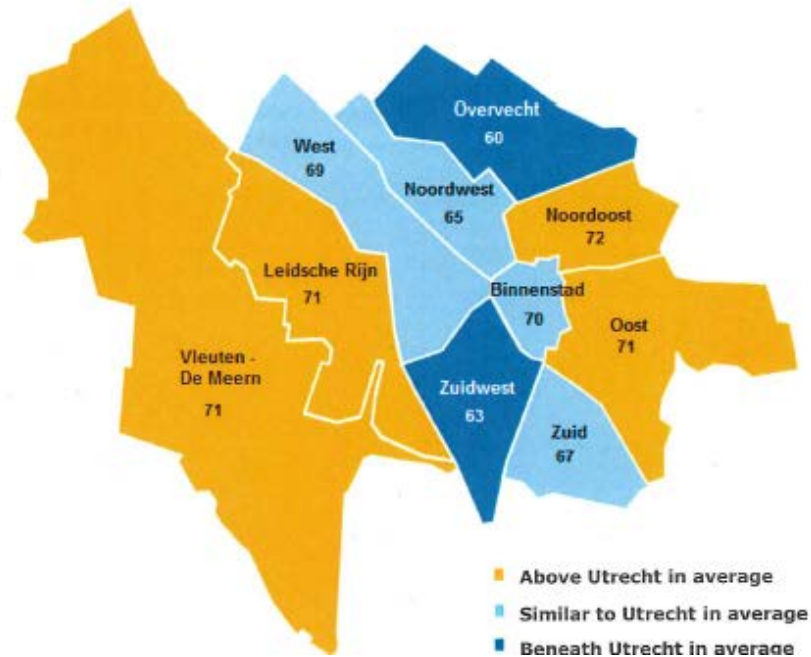 Overvecht
60
West
69
Noordwest
65
Noordoost
72
Leidsche Rijn
71
Binnenstad
70
Oost
71
Vleuten -
De Meern
71
Zuidwest
63
Zuid
67
Above Utrecht in average
Similar to Utrecht in average
Beneath Utrecht in average